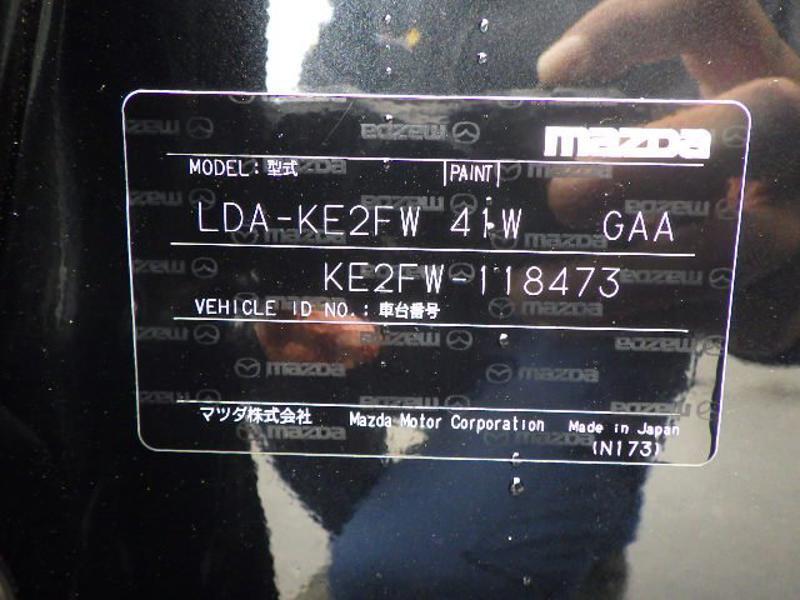 mazda
MODEL: 型式 PAINT
LDA-KE2FW 41W GAA
KE2FW-118473
VEHICLE ID NO.: 車台番号
マツダ株式会社 Mazda Motor Corporation Made in Japan
(N173)